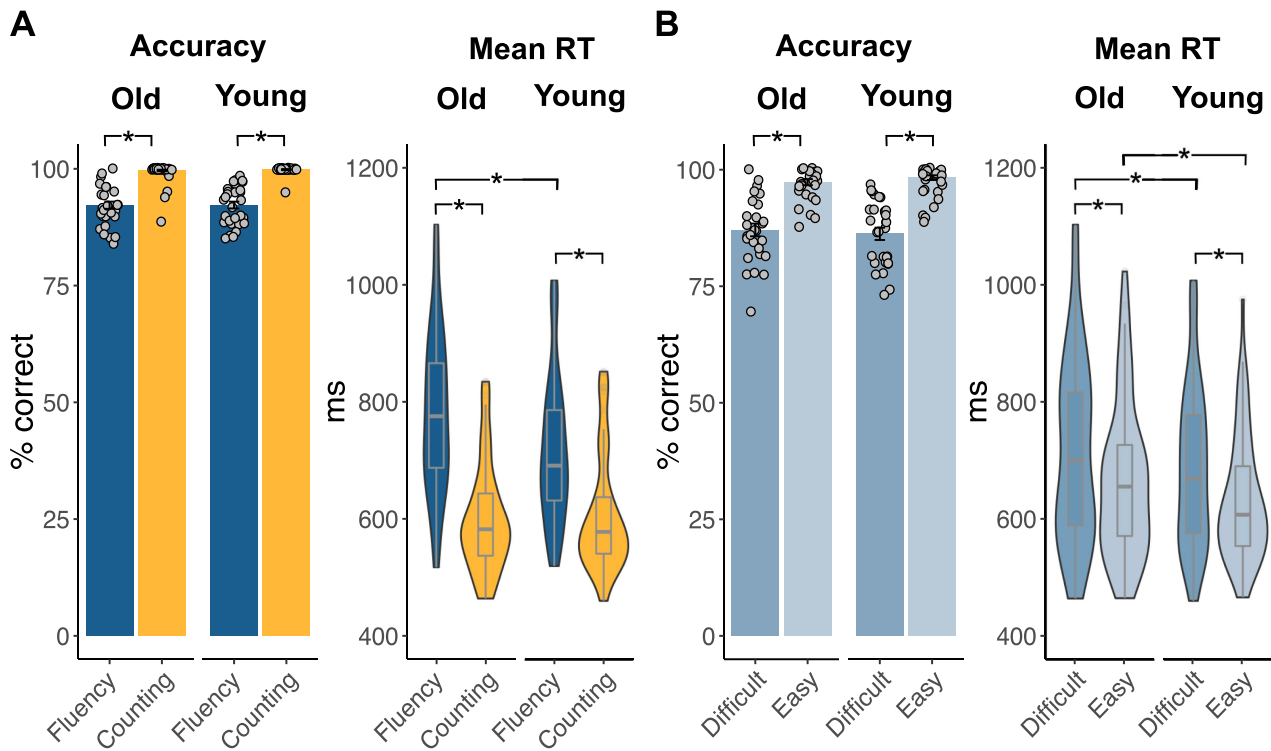 A
Accuracy
Mean RT
Old
Young
Old
Young
*
*
*
*
*
% correct
100
75
50
25
0
ms
1200
1000
800
600
400
Fluency
Counting
Fluency
Counting
Fluency
Counting
Fluency
Counting
B
Accuracy
Mean RT
Old
Young
Old
Young
*
*
*
*
*
*
% correct
100
75
50
25
0
ms
1200
1000
800
600
400
Difficult
Easy
Difficult
Easy
Difficult
Easy
Difficult
Easy